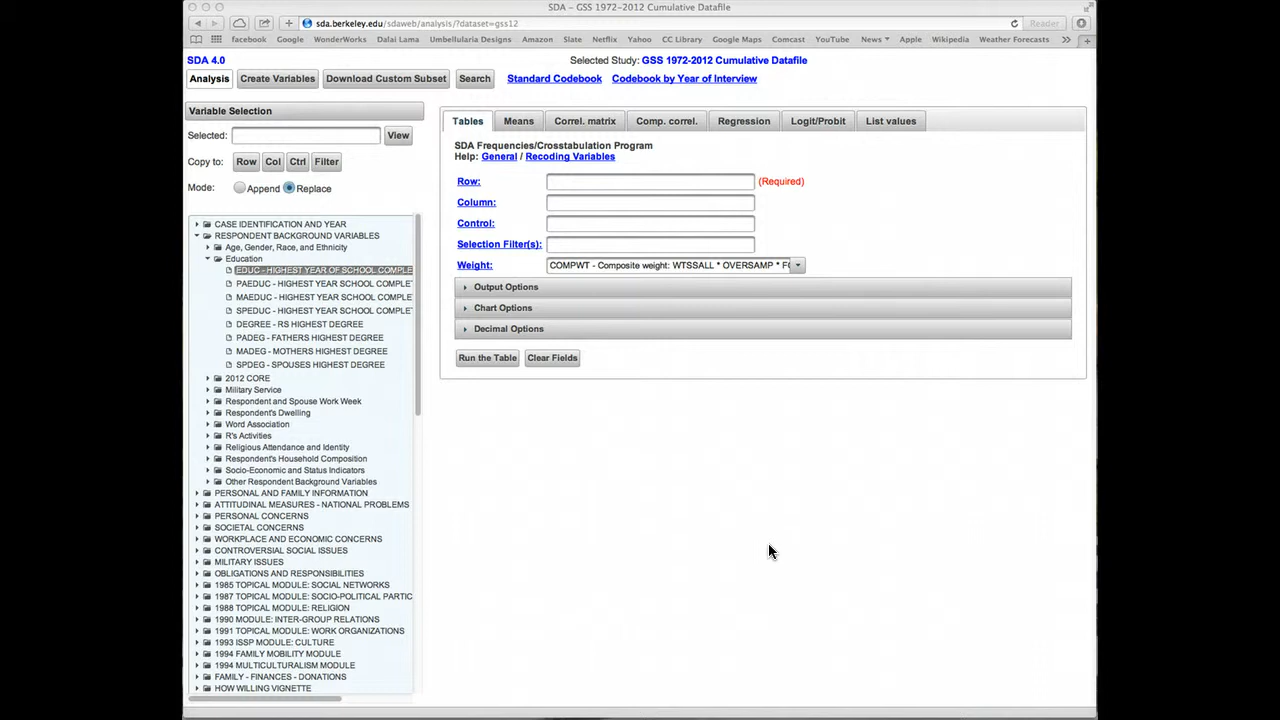 SDA – GSS 1972–2012 Cumulative Datafile
sda.berkeley.edu/sdaweb/analysis/?dataset=gss12
Reader
facebook Google WonderWorks Dalai Lama Umbellularia Designs Amazon Slate Netflix Yahoo CC Library Google Maps Comcast YouTube News Apple Wikipedia Weather Forecasts
SDA 4.0
Selected Study: GSS 1972-2012 Cumulative Datafile
Analysis Create Variables Download Custom Subset Search Standard Codebook Codebook by Year of Interview
Variable Selection
Selected: View
Copy to: Row Col Ctrl Filter
Mode: Append Replace
CASE IDENTIFICATION AND YEAR
RESPONDENT BACKGROUND VARIABLES
Age, Gender, Race, and Ethnicity
Education
EDUC - HIGHEST YEAR OF SCHOOL COMPLE
PAEDUC - HIGHEST YEAR SCHOOL COMPLET
MAEDUC - HIGHEST YEAR SCHOOL COMPLE
SPEDUC - HIGHEST YEAR SCHOOL COMPLET
DEGREE - RS HIGHEST DEGREE
PADEG - FATHERS HIGHEST DEGREE
MADEG - MOTHERS HIGHEST DEGREE
SPDEG - SPOUSES HIGHEST DEGREE
2012 CORE
Military Service
Respondent and Spouse Work Week
Respondent's Dwelling
Word Association
R's Activities
Religious Attendance and Identity
Respondent's Household Composition
Socio-Economic and Status Indicators
Other Respondent Background Variables
PERSONAL AND FAMILY INFORMATION
ATTITUDINAL MEASURES - NATIONAL PROBLEMS
PERSONAL CONCERNS
SOCIETAL CONCERNS
WORKPLACE AND ECONOMIC CONCERNS
CONTROVERSIAL SOCIAL ISSUES
MILITARY ISSUES
OBLIGATIONS AND RESPONSIBILITIES
1985 TOPICAL MODULE: SOCIAL NETWORKS
1987 TOPICAL MODULE: SOCIO-POLITICAL PARTIC
1988 TOPICAL MODULE: RELIGION
1990 MODULE: INTER-GROUP RELATIONS
1991 TOPICAL MODULE: WORK ORGANIZATIONS
1993 ISSP MODULE: CULTURE
1994 FAMILY MOBILITY MODULE
1994 MULTICULTURALISM MODULE
FAMILY - FINANCES - DONATIONS
HOW WILLING VIGNETTE
Tables Means Correl. matrix Comp. correl. Regression Logit/Probit List values
SDA Frequencies/Crosstabulation Program
Help: General / Recoding Variables
Row: (Required)
Column:
Control:
Selection Filter(s):
Weight: COMPWT - Composite weight: WTSSALL * OVERSAMP * FO
Output Options
Chart Options
Decimal Options
Run the Table Clear Fields